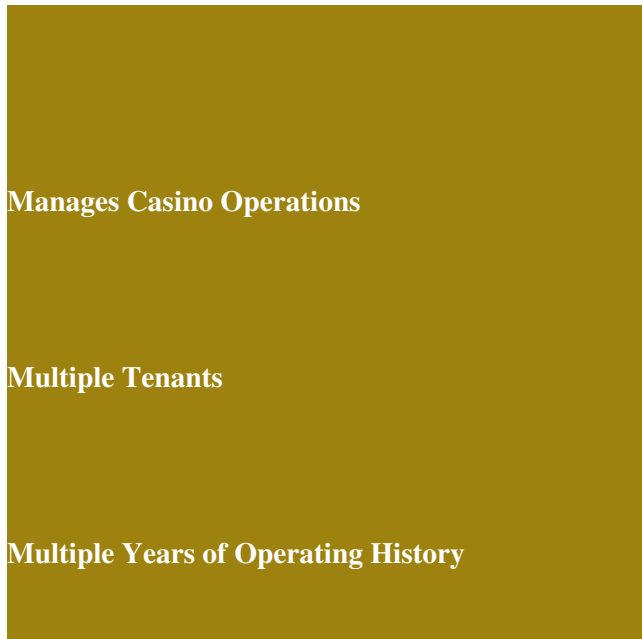 Manages Casino Operations
Multiple Tenants
Multiple Years of Operating History